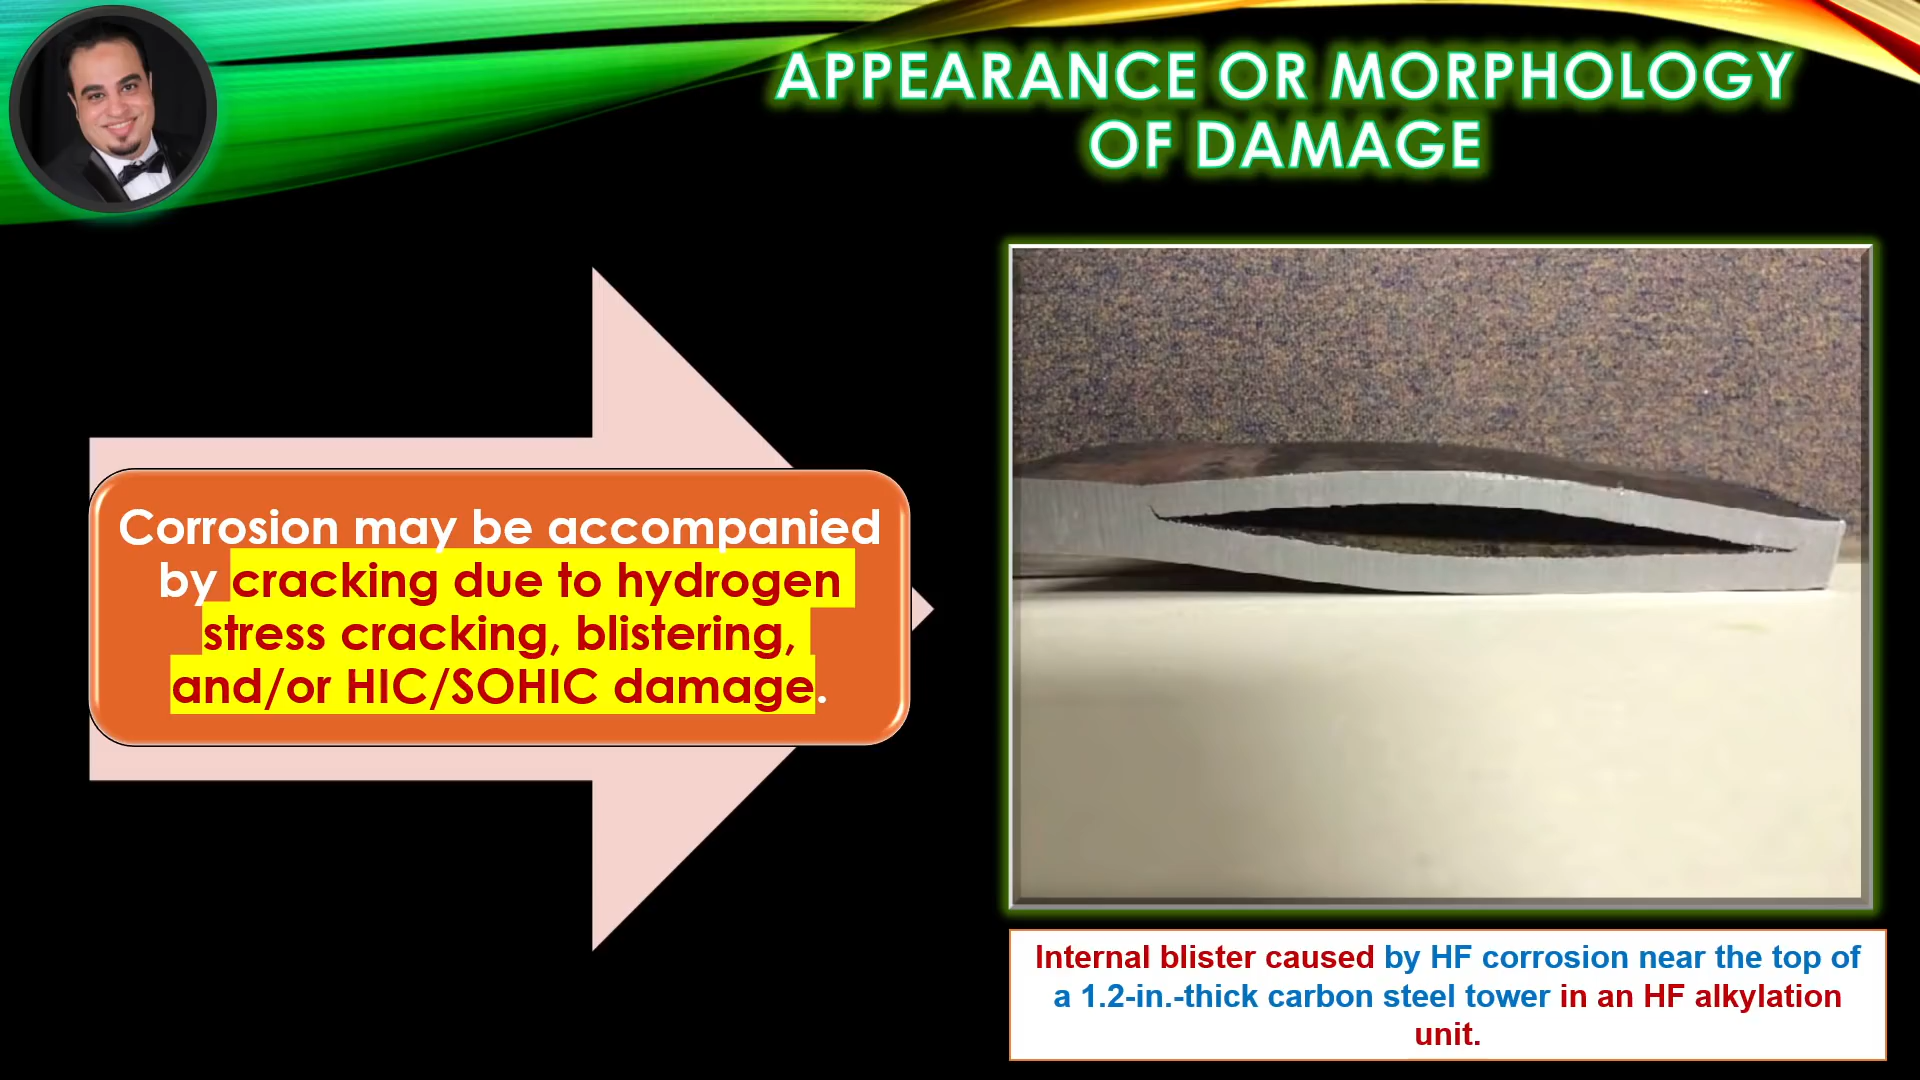 APPEARANCE OR MORPHOLOGY
OF DAMAGE
Corrosion may be accompanied
by cracking due to hydrogen
stress cracking, blistering,
and/or HIC/SOHIC damage.
Internal blister caused by HF corrosion near the top of
a 1.2-in.-thick carbon steel tower in an HF alkylation
unit.